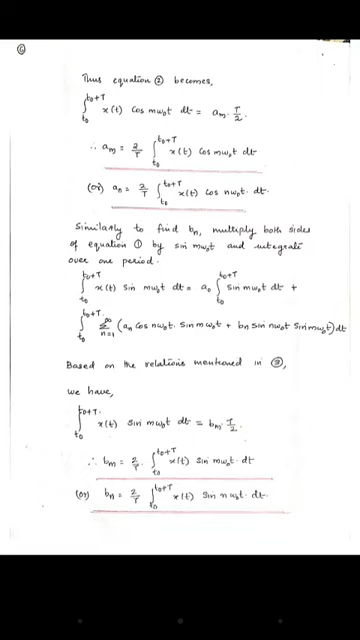 ⑥
Thus equation ② becomes,
∫_{t₀}^{t₀+T} x(t) cos mω₀t dt = aₘ. T/2
∴ aₘ = 2/T ∫_{t₀}^{t₀+T} x(t) cos mω₀t dt
(or) aₙ = 2/T ∫_{t₀}^{t₀+T} x(t) cos nω₀t. dt.
Similarly to find bₙ, multiply both sides
of equation ① by sin mω₀t and integrate
over one period.
∫_{t₀}^{t₀+T} x(t) sin mω₀t dt = a₀ ∫_{t₀}^{t₀+T} sin mω₀t dt +
∫_{t₀}^{t₀+T} Σ_{n=1}^{∞} (aₙ cos nω₀t. sin mω₀t + bₙ sin nω₀t sin mω₀t) dt
Based on the relations mentioned in ③,
we have,
∫_{t₀}^{t₀+T} x(t) sin mω₀t dt = bₘ. T/2.
∴ bₘ = 2/T ∫_{t₀}^{t₀+T} x(t) sin mω₀t. dt
(or) bₙ = 2/T ∫_{t₀}^{t₀+T} x(t) sin nω₀t. dt.